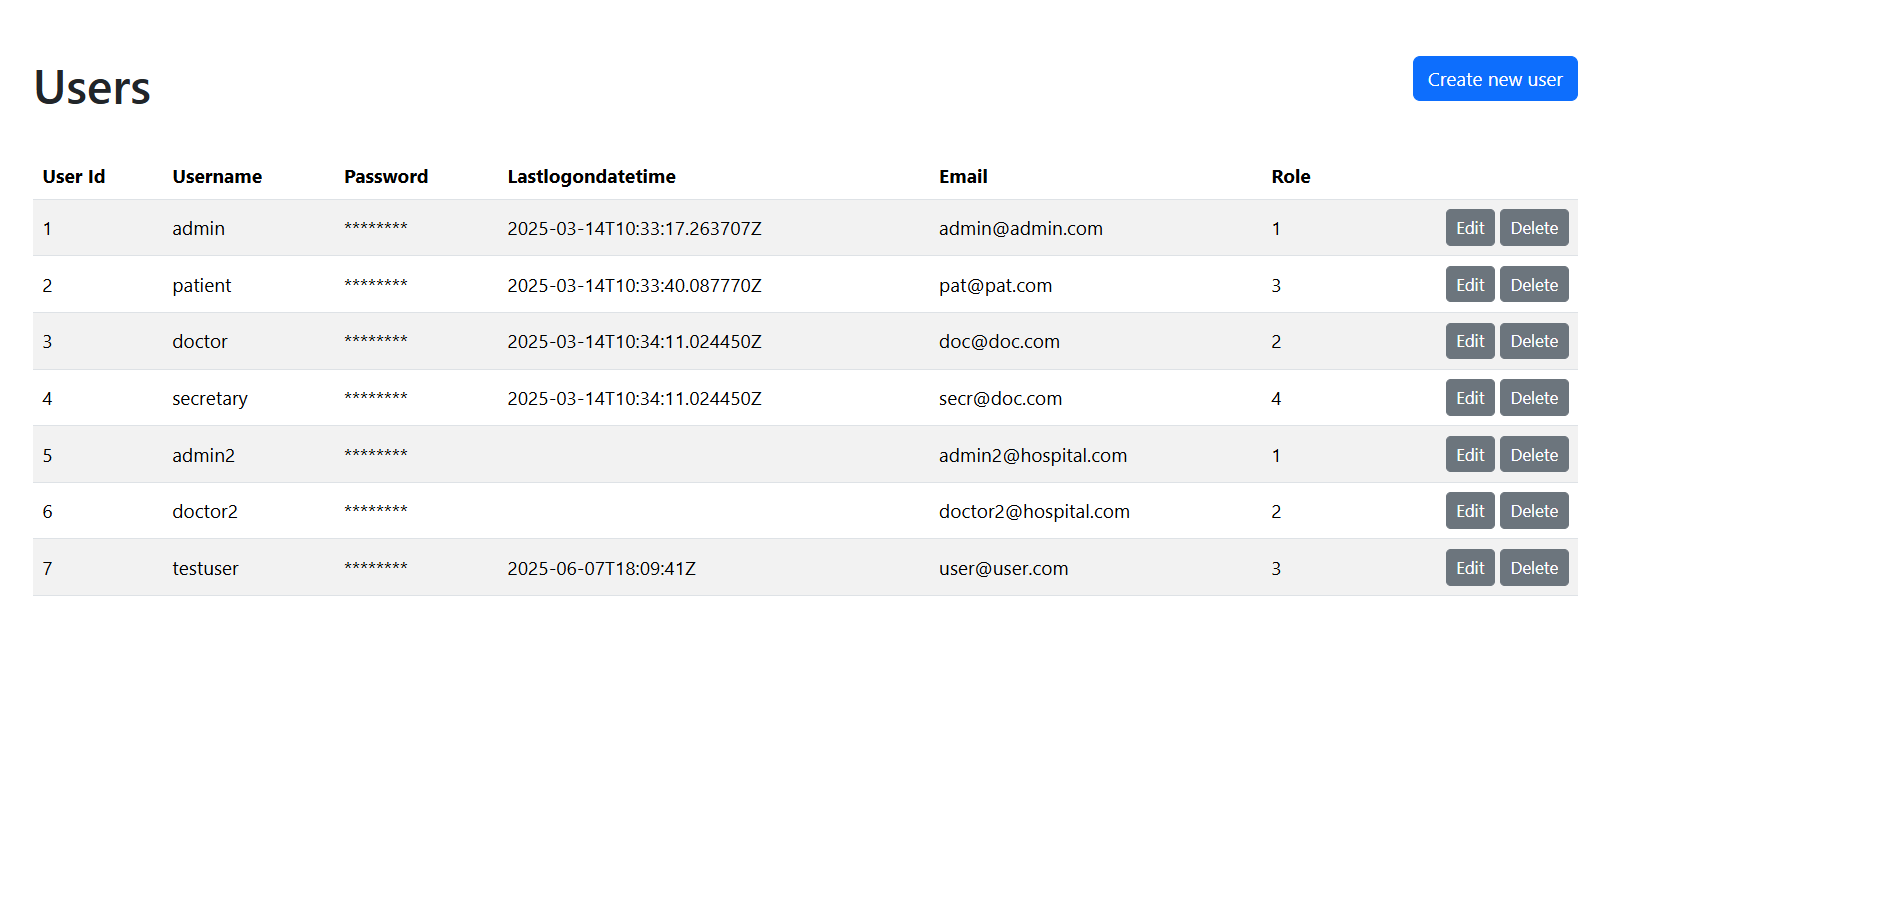 Users
Create new user
User Id Username Password Lastlogondatetime Email Role
1 admin ******** 2025-03-14T10:33:17.263707Z admin@admin.com 1 Edit Delete
2 patient ******** 2025-03-14T10:33:40.087770Z pat@pat.com 3 Edit Delete
3 doctor ******** 2025-03-14T10:34:11.024450Z doc@doc.com 2 Edit Delete
4 secretary ******** 2025-03-14T10:34:11.024450Z secr@doc.com 4 Edit Delete
5 admin2 ******** admin2@hospital.com 1 Edit Delete
6 doctor2 ******** doctor2@hospital.com 2 Edit Delete
7 testuser ******** 2025-06-07T18:09:41Z user@user.com 3 Edit Delete